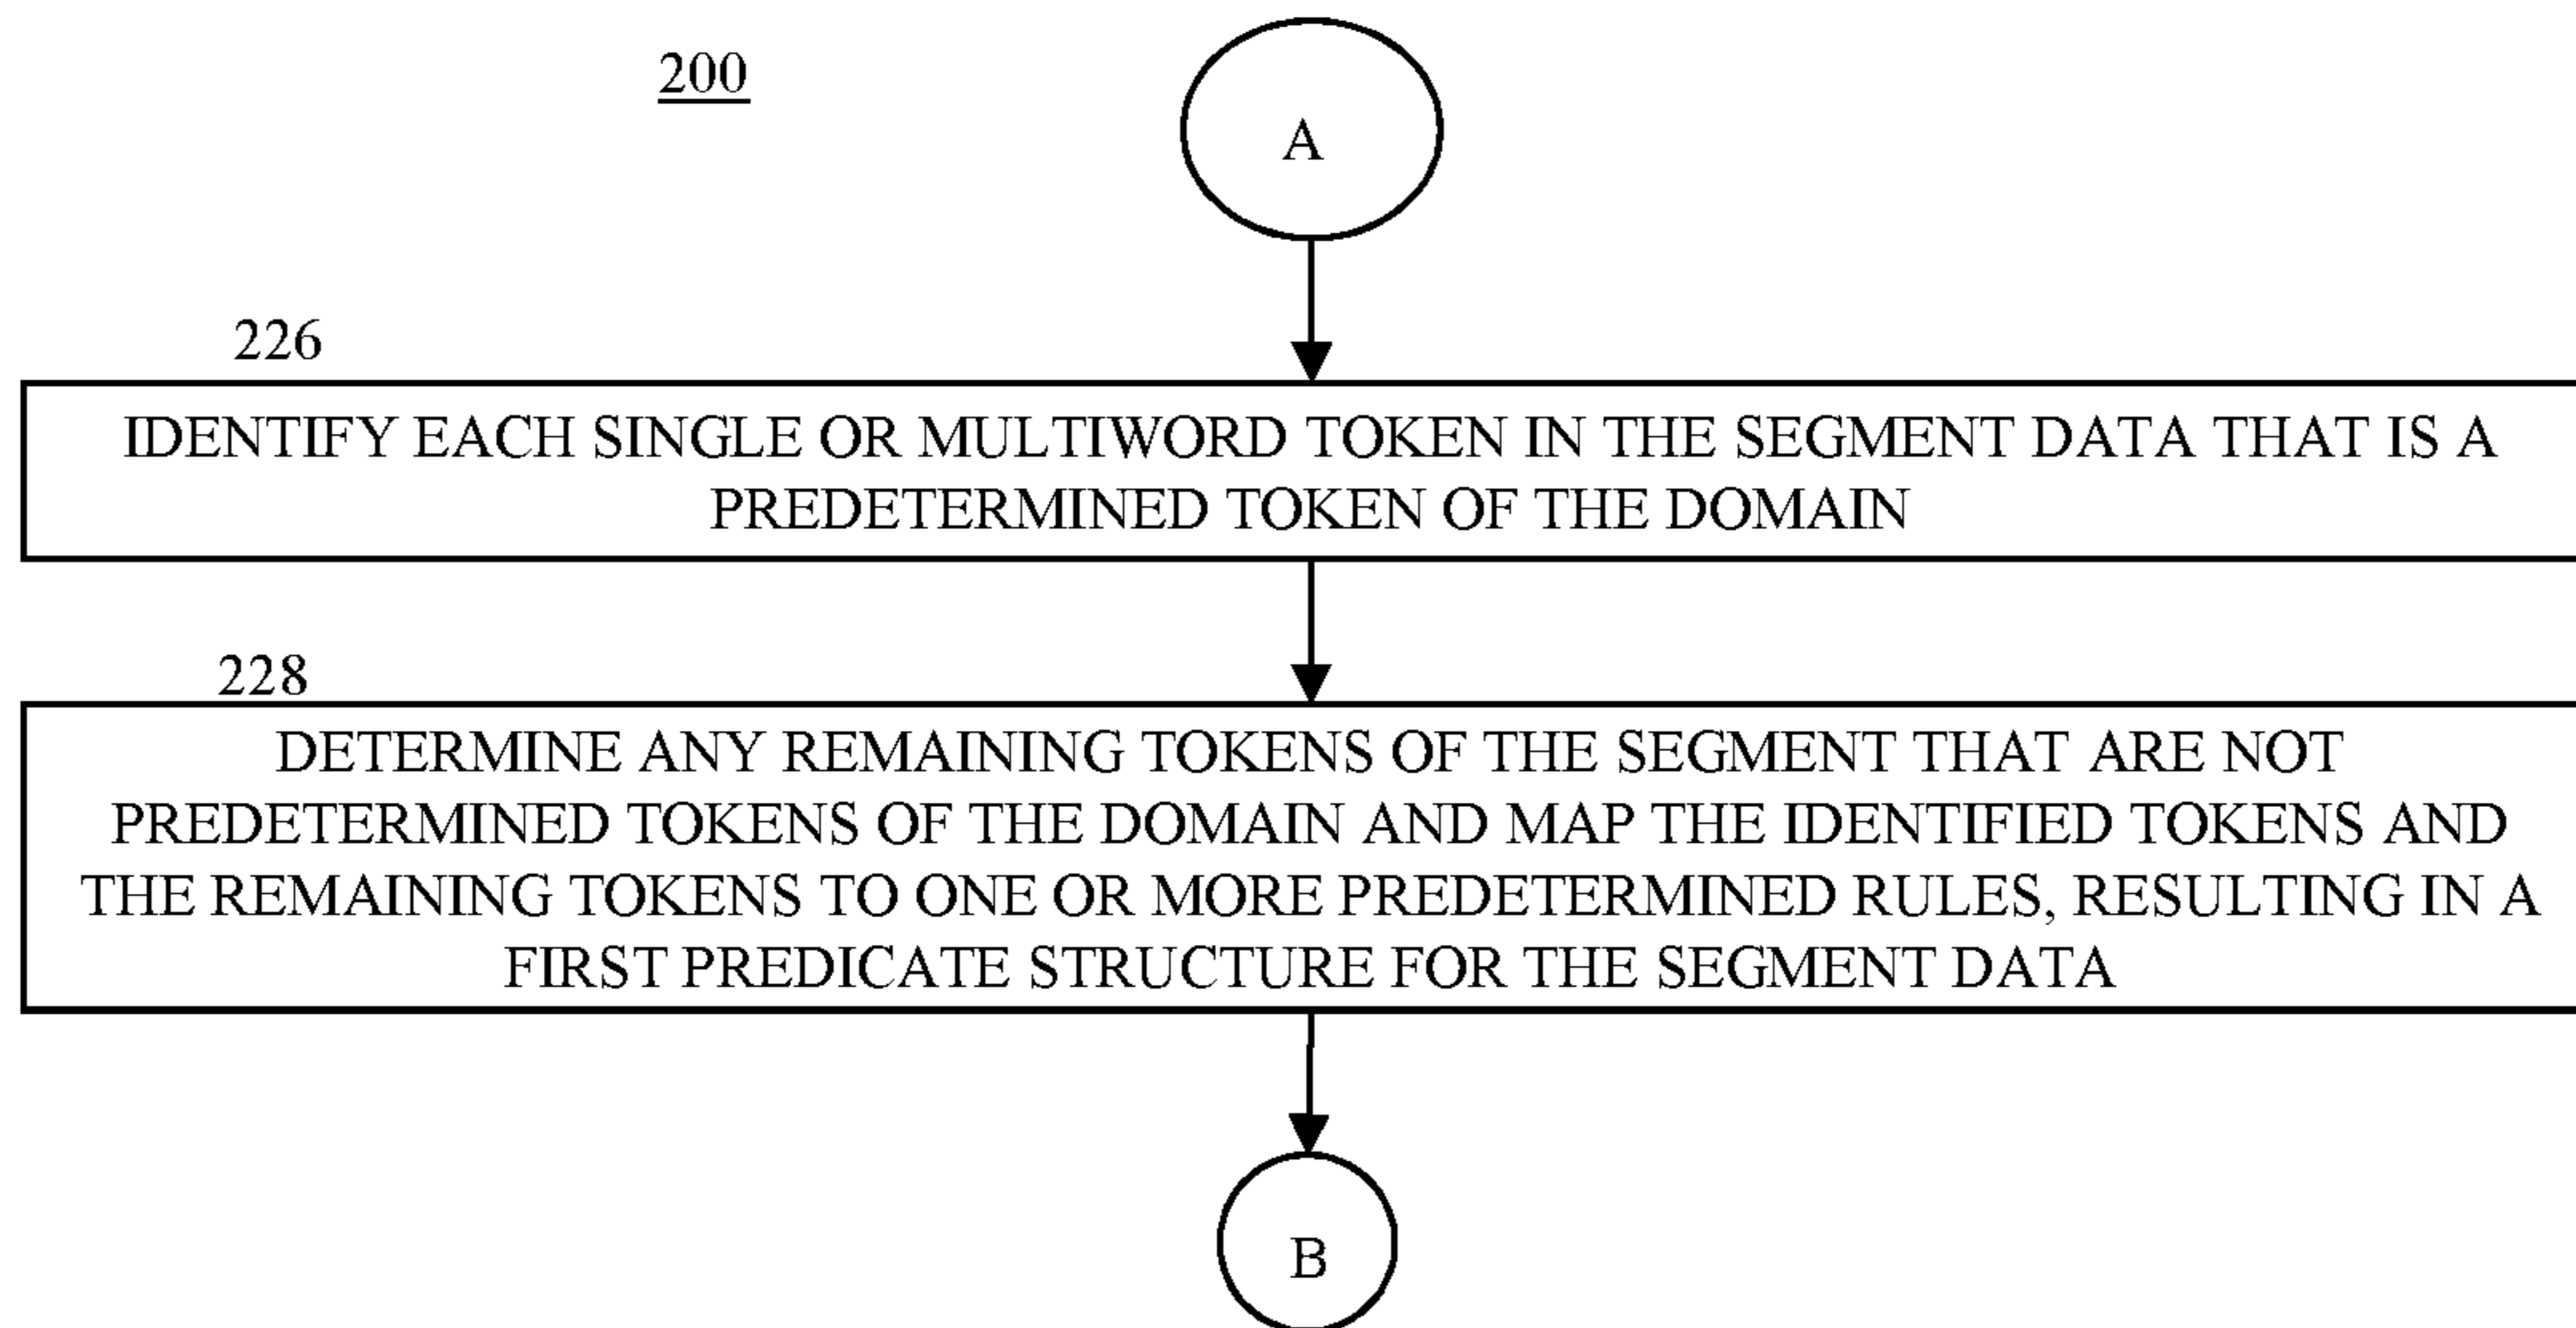 200
A
226
IDENTIFY EACH SINGLE OR MULTIWORD TOKEN IN THE SEGMENT DATA THAT IS A
PREDETERMINED TOKEN OF THE DOMAIN
228
DETERMINE ANY REMAINING TOKENS OF THE SEGMENT THAT ARE NOT
PREDETERMINED TOKENS OF THE DOMAIN AND MAP THE IDENTIFIED TOKENS AND
THE REMAINING TOKENS TO ONE OR MORE PREDETERMINED RULES, RESULTING IN A
FIRST PREDICATE STRUCTURE FOR THE SEGMENT DATA
B